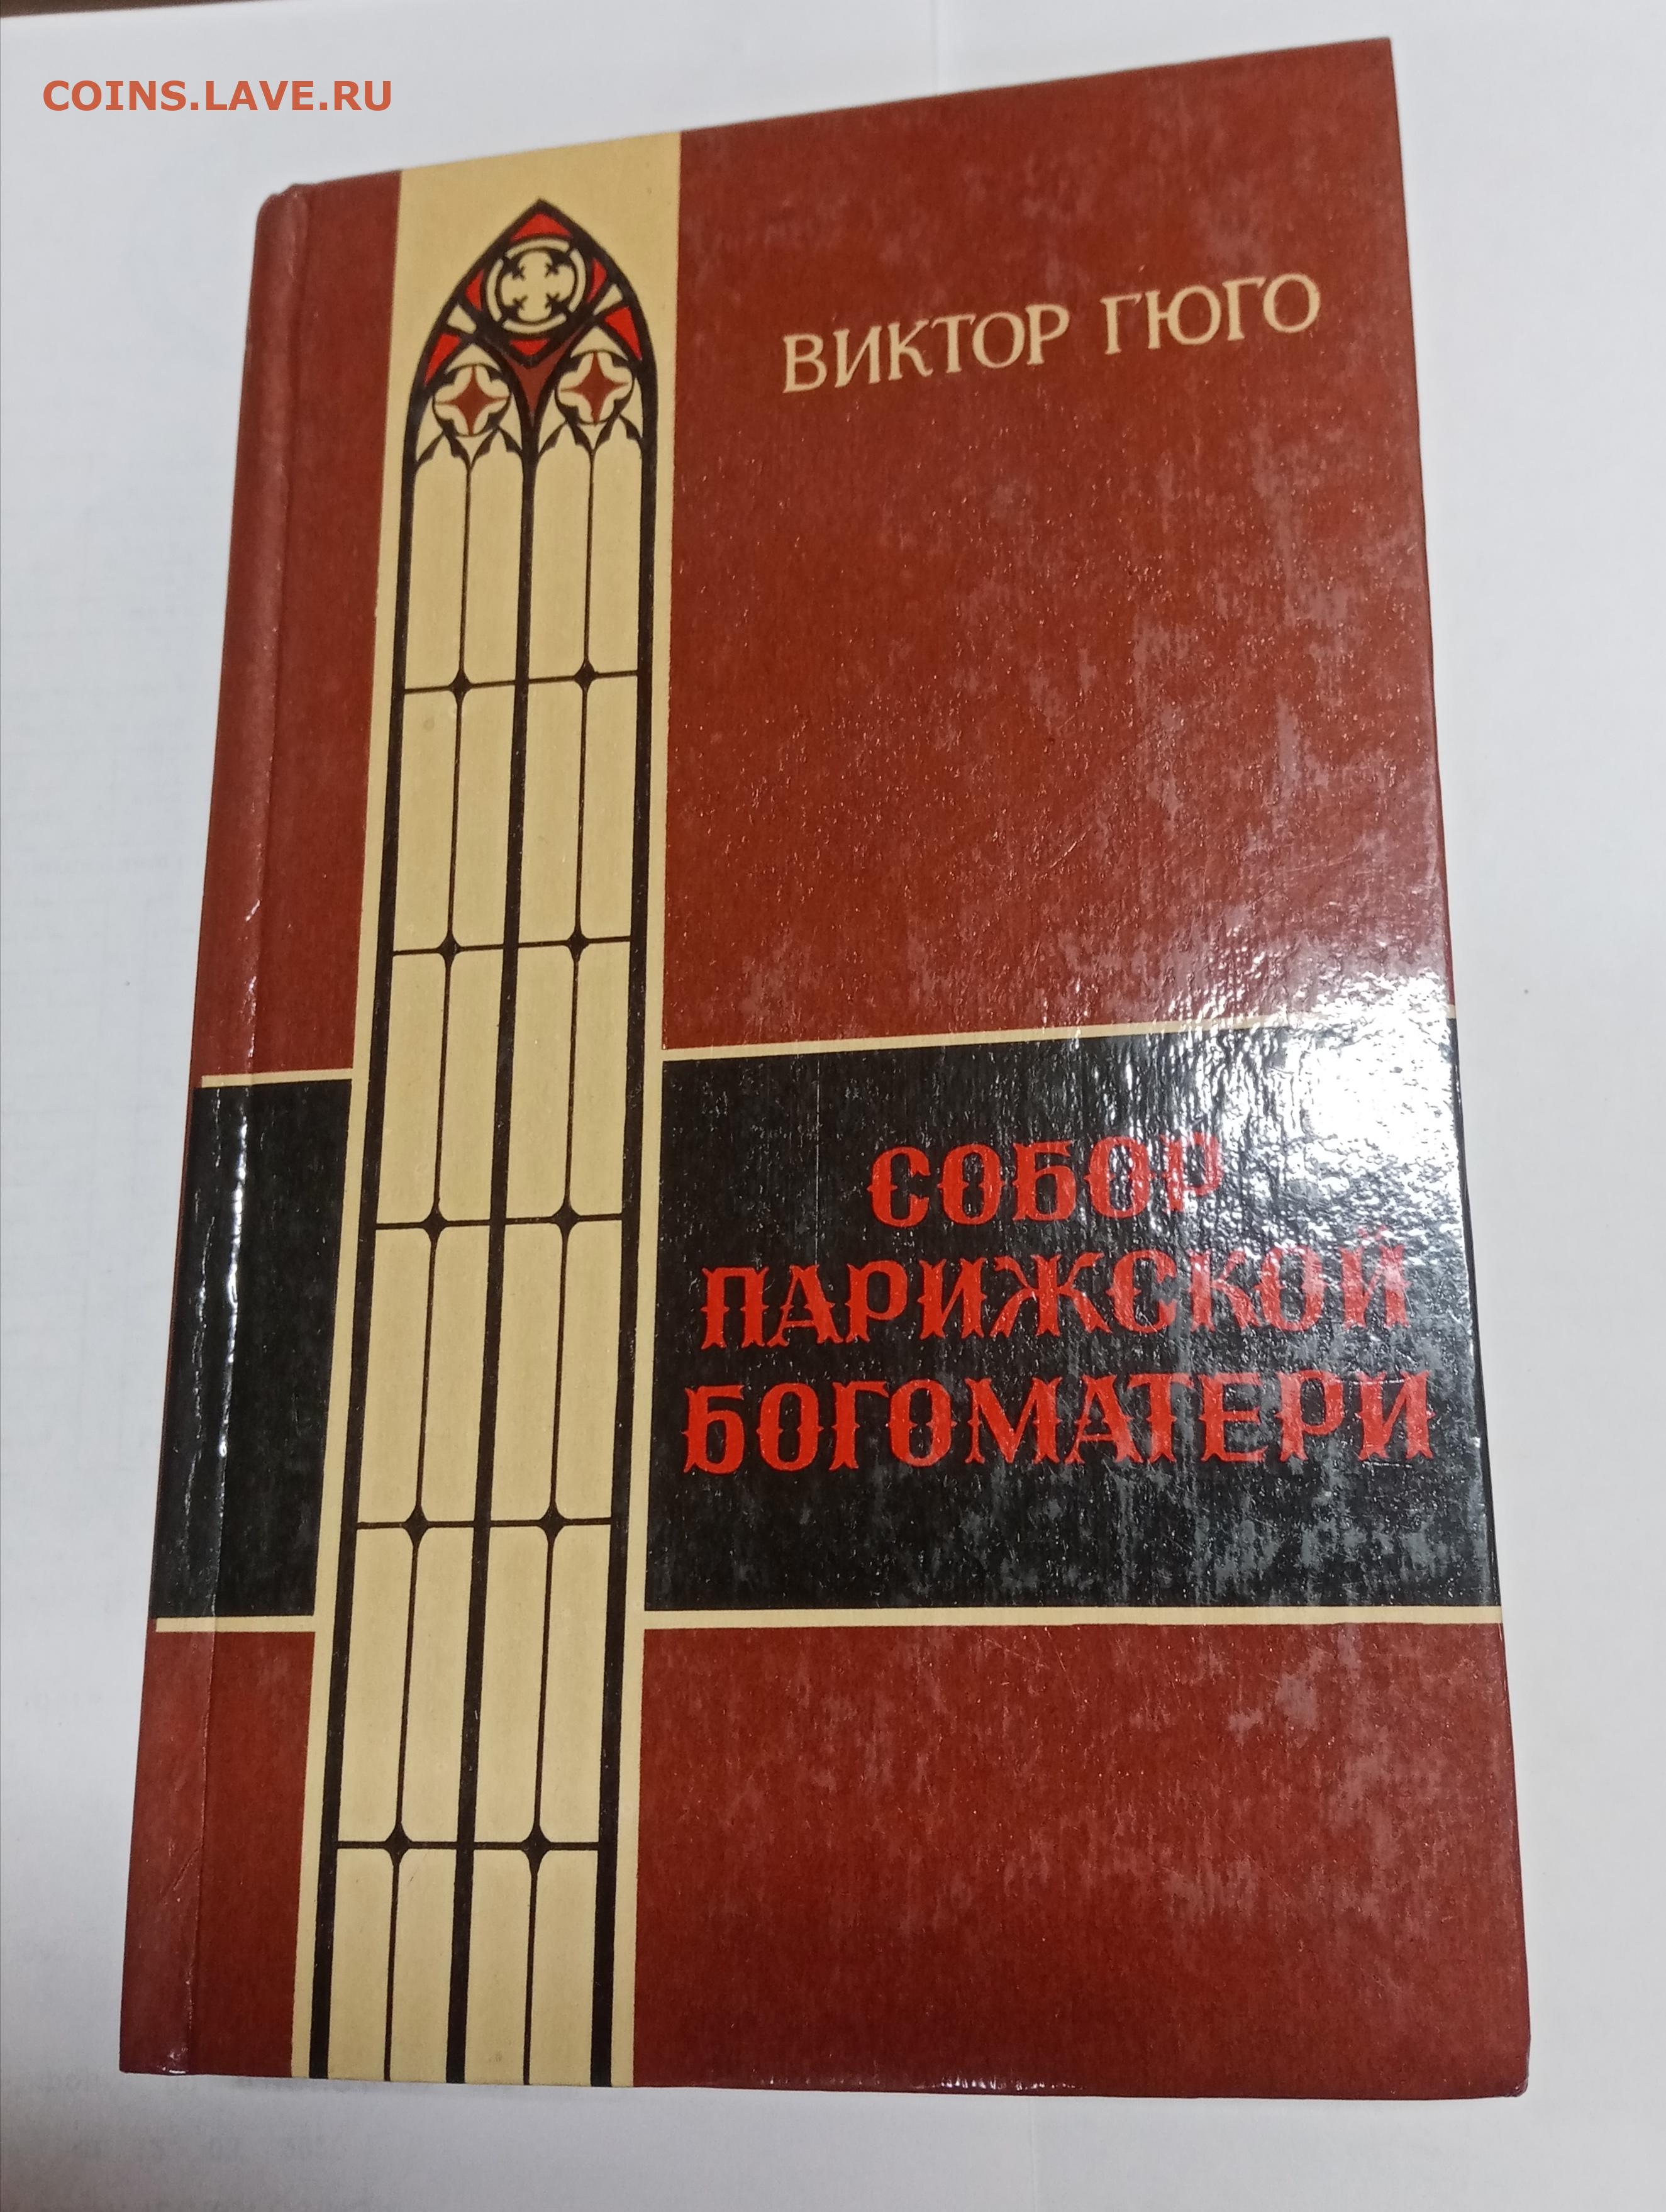 COINS.LAVE.RU
ВИКТОР ГЮГО
СОБОР
ПАРИЖСКОЙ
БОГОМАТЕРИ